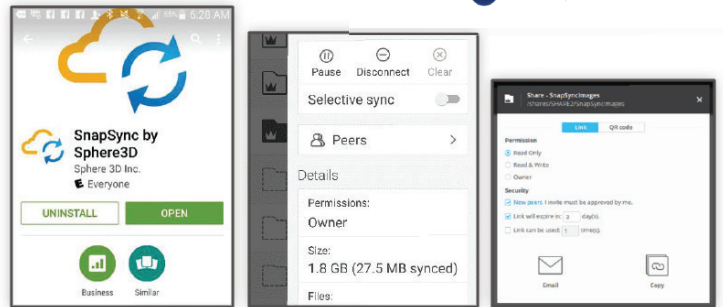 65% 5:28 AM
SnapSync by
Sphere3D
Sphere 3D Inc.
E Everyone
UNINSTALL
OPEN
Business
Similar
Pause
Disconnect
Clear
Selective sync
Peers
Details
Permissions:
Owner
Size:
1.8 GB (27.5 MB synced)
Files:
Share - SnapSyncImages
/shares/SHARE2/SnapSyncImages
Link
QR code
Permission
Read Only
Read & Write
Owner
Security
New peers I invite must be approved by me.
Link will expire in: 3 day(s).
Link can be used: 1 time(s).
Email
Copy